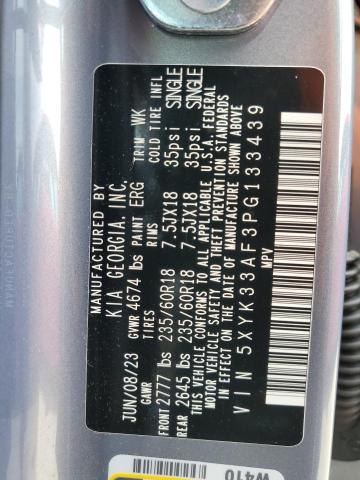 MANUFACTURED BY
KIA GEORGIA, INC.
JUN/08/23 GVWR 4674 lbs PAINT ERG TRIM WK
GAWR TIRES RIMS COLD TIRE INFL
FRONT 2777 lbs 235/60R18 7.5JX18 35psi SINGLE
REAR 2645 lbs 235/60R18 7.5JX18 35psi SINGLE
THIS VEHICLE CONFORMS TO ALL APPLICABLE U.S.A. FEDERAL
MOTOR VEHICLE SAFETY AND THEFT PREVENTION STANDARDS
IN EFFECT ON THE DATE OF MANUFACTURE SHOWN ABOVE
VIN 5XYK33AF3PG133439
MPV
W410